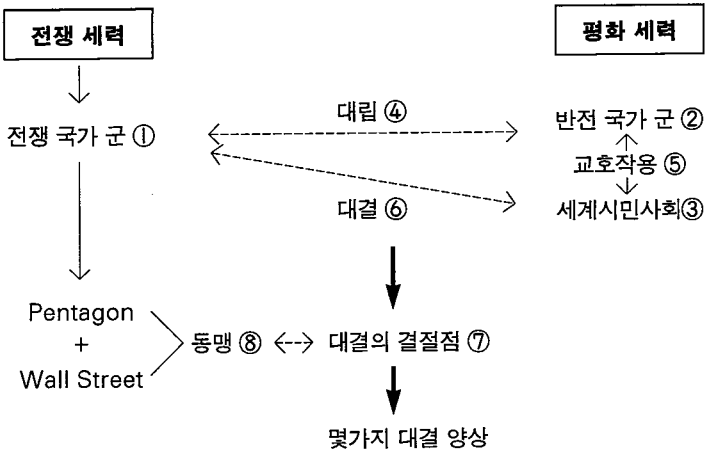 전쟁 세력
평화 세력
대립 ④
전쟁 국가 군 ①
반전 국가 군 ②
교호작용 ⑤
대결 ⑥
세계시민사회③
Pentagon
+
동맹 ⑧
대결의 결절점 ⑦
Wall Street
몇가지 대결 양상